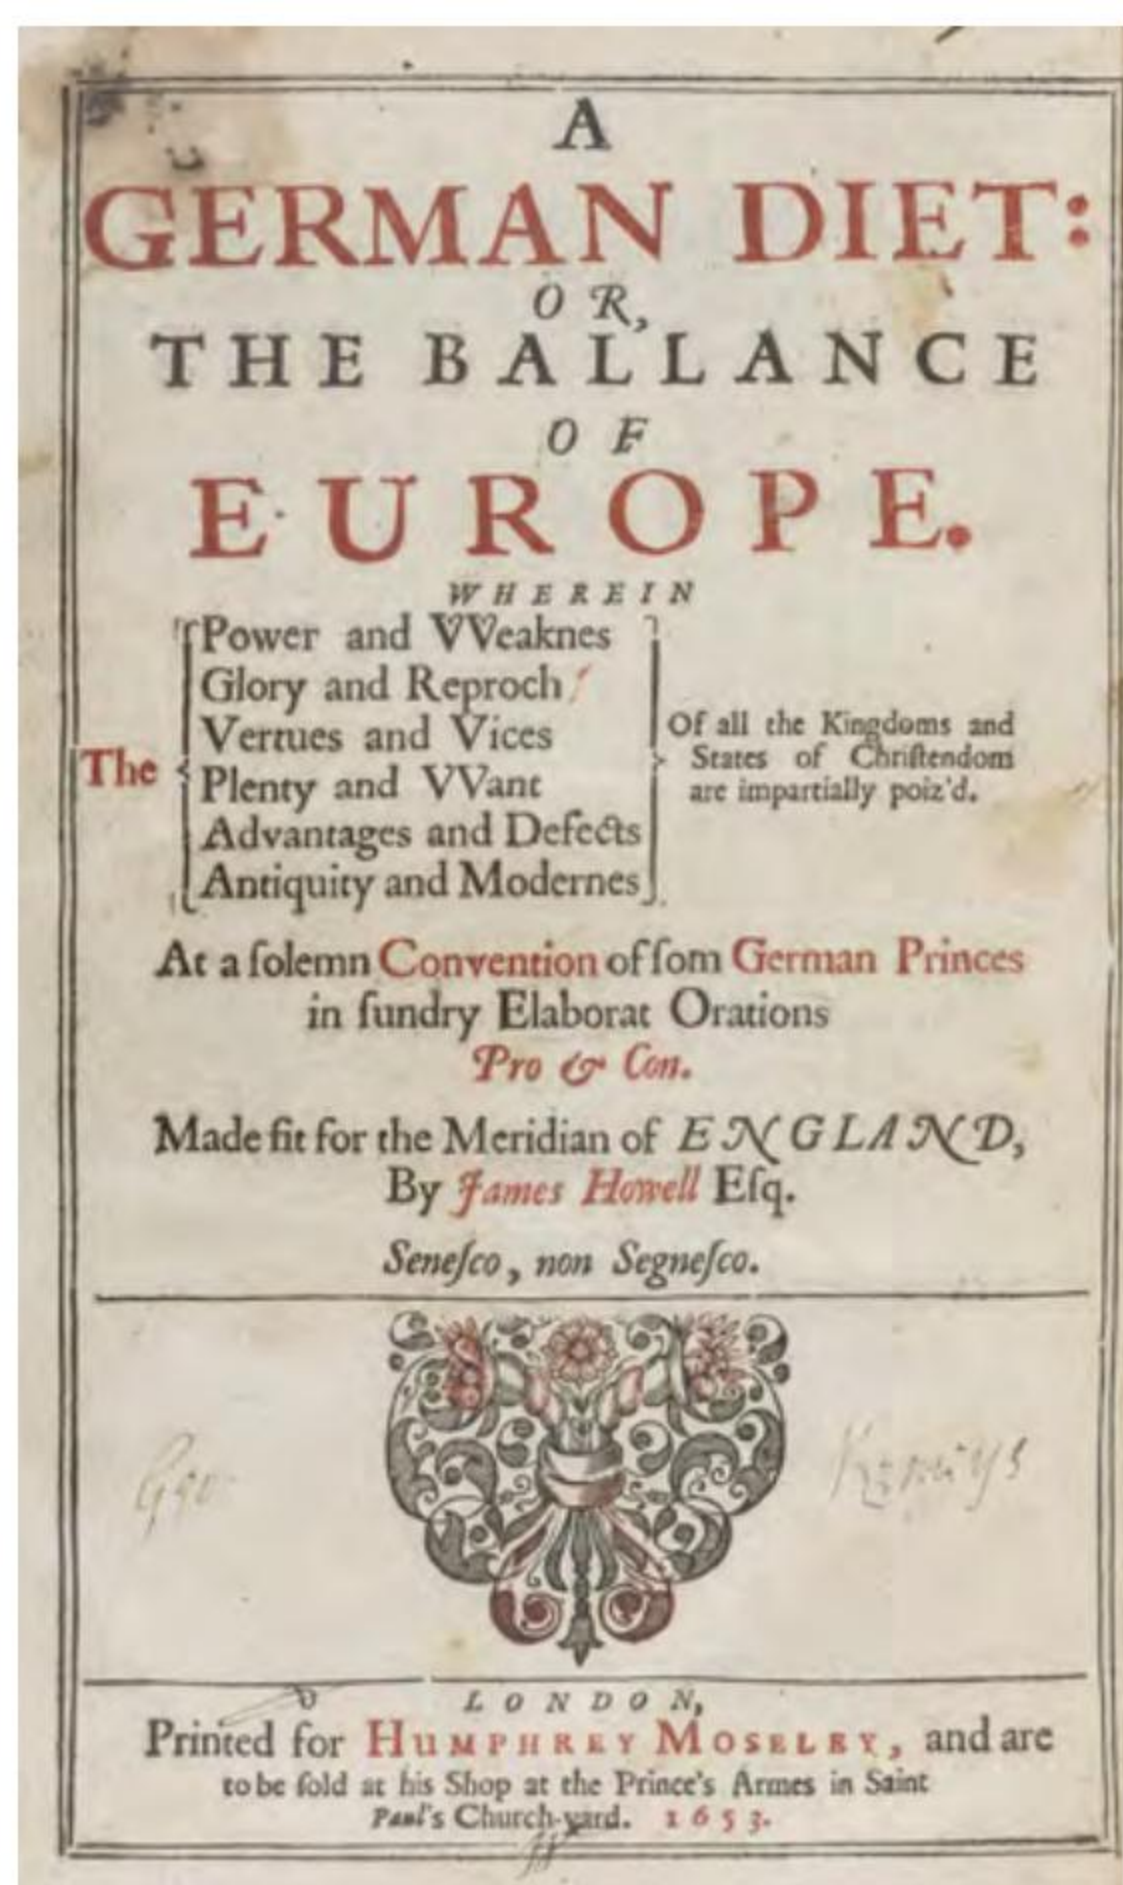 A
GERMAN DIET:
OR,
THE BALLANCE
OF
EUROPE.
WHEREIN
The
Power and VVeaknes
Glory and Reproch
Vertues and Vices
Plenty and VVant
Advantages and Defects
Antiquity and Modernes
Of all the Kingdoms and
States of Chriſtendom
are impartially poiz'd.
At a ſolemn Convention of ſom German Princes
in ſundry Elaborat Orations
Pro & Con.
Made fit for the Meridian of ENGLAND,
By James Howell Eſq.
Seneſco, non Segneſco.
Geo
Kemeys
LONDON,
Printed for HUMPHREY MOSELEY, and are
to be ſold at his Shop at the Prince's Armes in Saint
Paul's Church-yard. 1653.